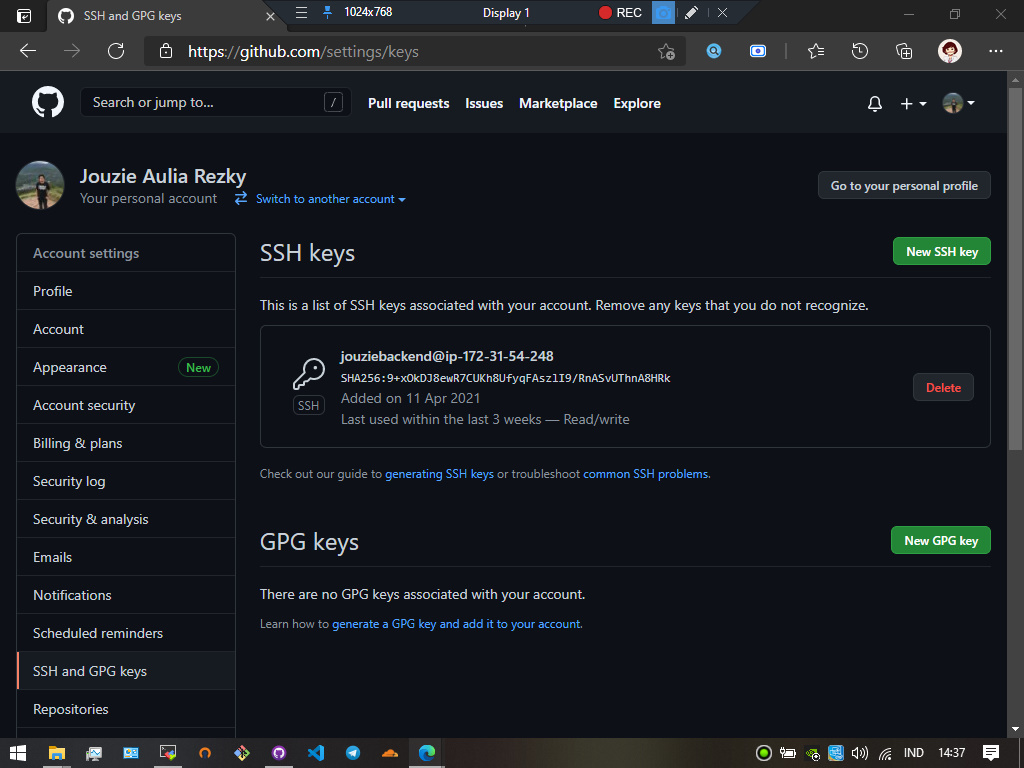 SSH and GPG keys
1024x768
Display 1
REC
https://github.com/settings/keys
Search or jump to...
/
Pull requests
Issues
Marketplace
Explore
Jouzie Aulia Rezky
Your personal account
Switch to another account
Go to your personal profile
Account settings
Profile
Account
Appearance
New
Account security
Billing & plans
Security log
Security & analysis
Emails
Notifications
Scheduled reminders
SSH and GPG keys
Repositories
SSH keys
New SSH key
This is a list of SSH keys associated with your account. Remove any keys that you do not recognize.
jouziebackend@ip-172-31-54-248
SHA256:9+xOkDJ8ewR7CUKh8UfyqFAszlI9/RnASvUThnA8HRk
SSH
Added on 11 Apr 2021
Last used within the last 3 weeks — Read/write
Delete
Check out our guide to generating SSH keys or troubleshoot common SSH problems.
GPG keys
New GPG key
There are no GPG keys associated with your account.
Learn how to generate a GPG key and add it to your account.
IND
14:37